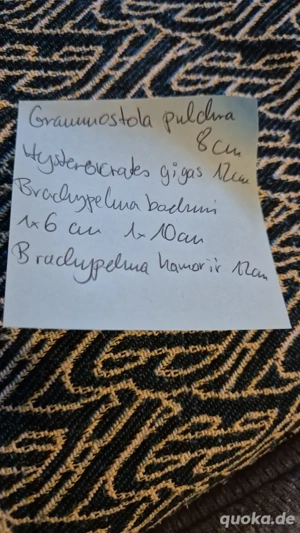 Grammostola pulchra
8cm
Hysterocrates gigas 12cm
Brachypelma boehmi
1x6 cm 1x10cm
Brachypelma hamorii 12cm
quoka.de